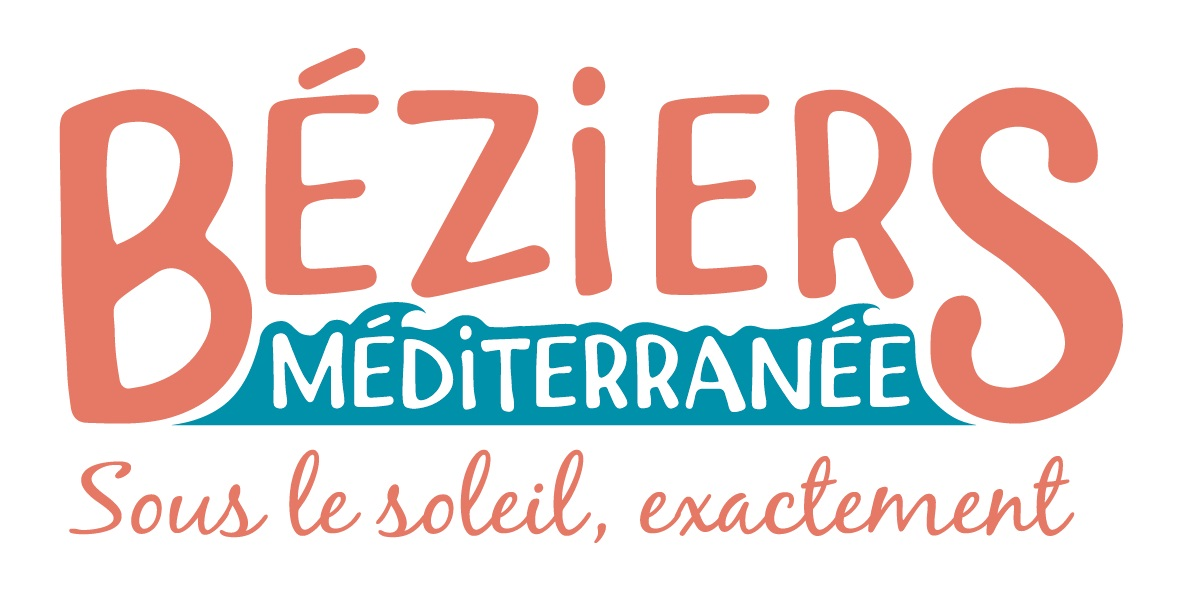 BÉZiERS
MÉDiTERRANÉE
Sous le soleil, exactement